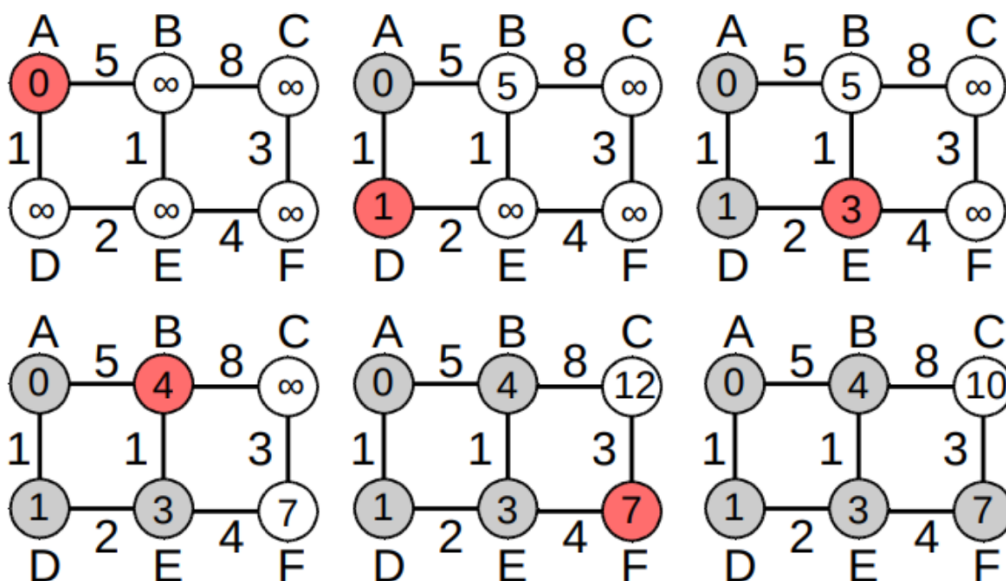 A B C A B C A B C
0 5 ∞ 8 ∞ 0 5 5 8 ∞ 0 5 5 8 ∞
1 1 3 1 1 3 1 1 3
∞ 2 ∞ 4 ∞ 1 2 ∞ 4 ∞ 1 2 3 4 ∞
D E F D E F D E F
A B C A B C A B C
0 5 4 8 ∞ 0 5 4 8 12 0 5 4 8 10
1 1 3 1 1 3 1 1 3
1 2 3 4 7 1 2 3 4 7 1 2 3 4 7
D E F D E F D E F